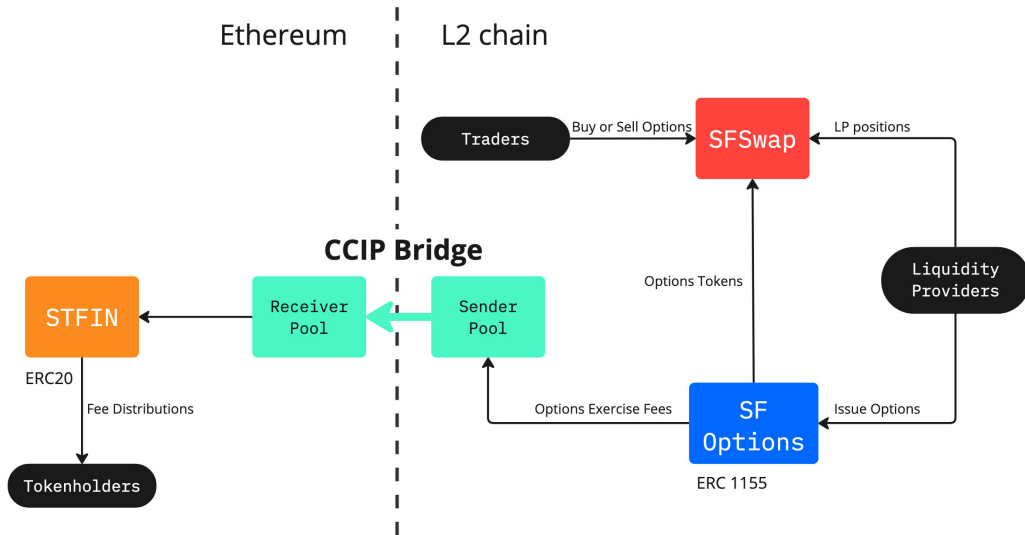 Ethereum
L2 chain
Traders
Buy or Sell Options
SFSwap
LP positions
CCIP Bridge
Liquidity
Providers
Options Tokens
STFIN
Receiver
Pool
Sender
Pool
ERC20
Fee Distributions
Options Exercise Fees
SF
Options
Issue Options
Tokenholders
ERC 1155